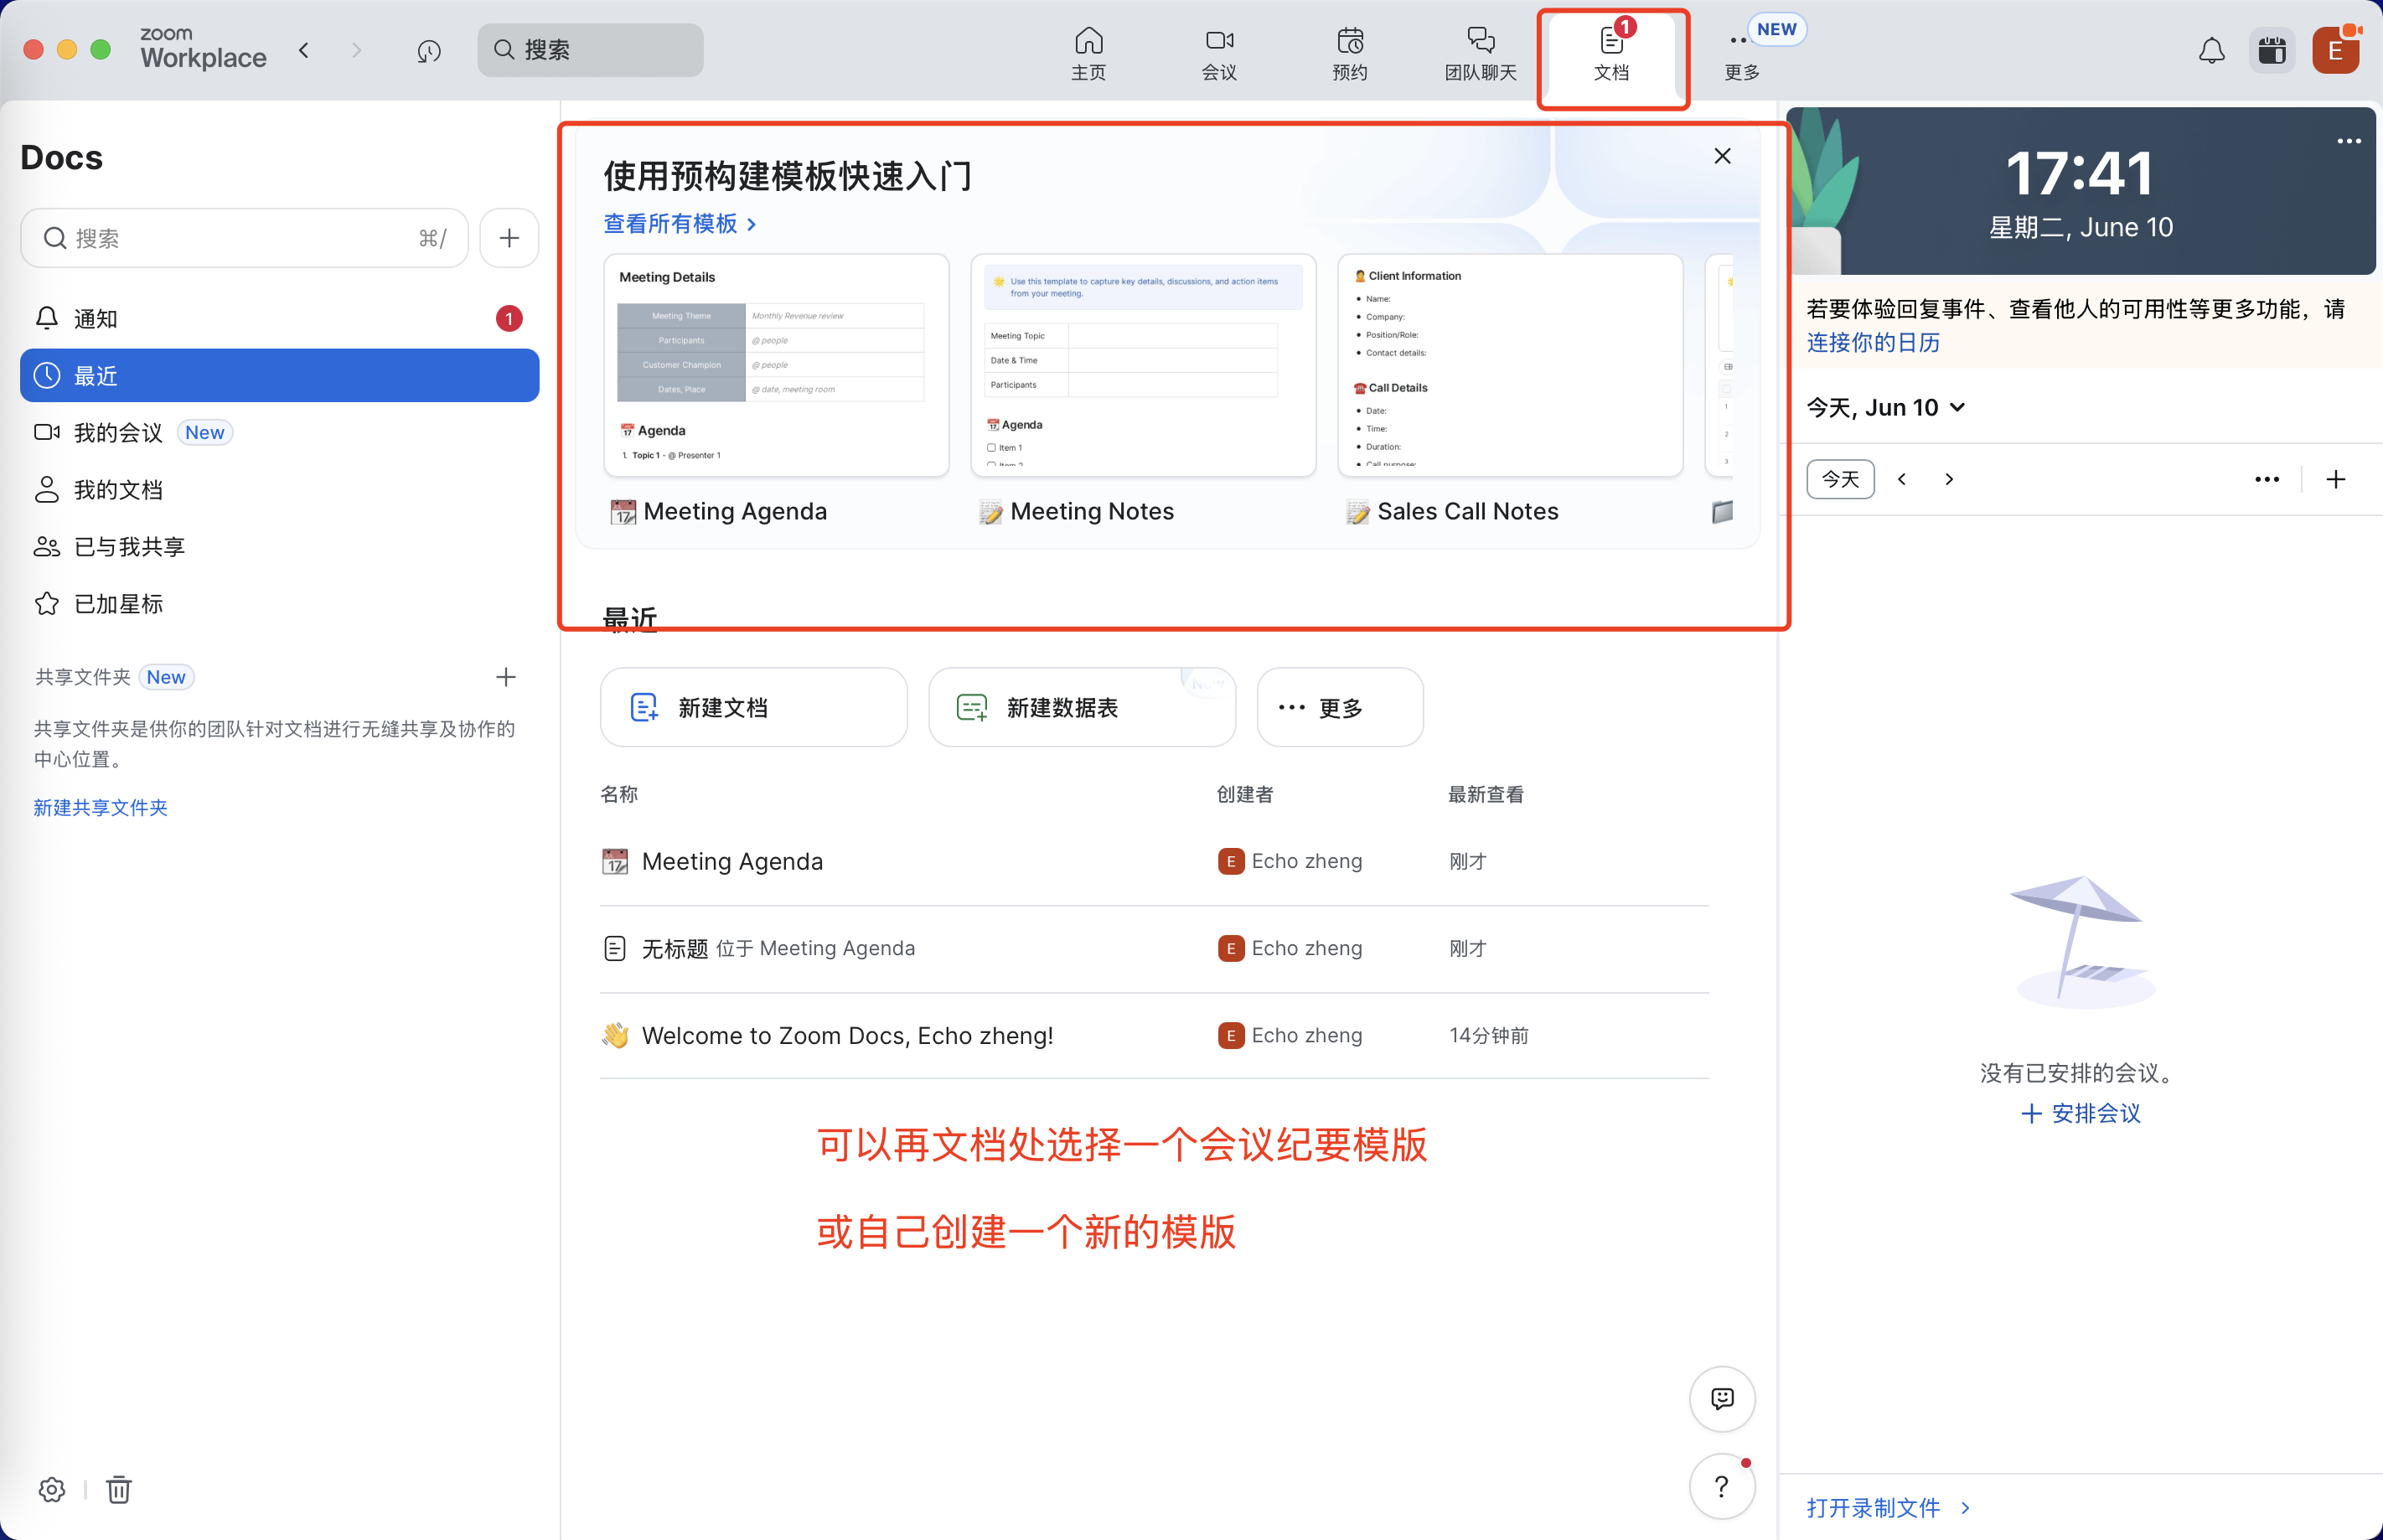 zoom
Workplace
搜索
主页
会议
预约
团队聊天
1
文档
NEW
更多
E
Docs
搜索
⌘/
通知
1
最近
我的会议 New
我的文档
已与我共享
已加星标
共享文件夹 New
共享文件夹是供你的团队针对文档进行无缝共享及协作的
中心位置。
新建共享文件夹
使用预构建模板快速入门
查看所有模板 >
Meeting Details
Meeting Theme Monthly Revenue review
Participants @ people
Customer Champion @ people
Dates, Place @ date, meeting room
Agenda
1. Topic 1 - @ Presenter 1
Meeting Agenda
Use this template to capture key details, discussions, and action items
from your meeting.
Meeting Topic
Date & Time
Participants
Agenda
Item 1
Item 2
Meeting Notes
Client Information
Name:
Company:
Position/Role:
Contact details:
Call Details
Date:
Time:
Duration:
Call purpose:
Sales Call Notes
1
2
3
最近
新建文档
新建数据表
New
更多
名称 创建者 最新查看
Meeting Agenda E Echo zheng 刚才
无标题 位于 Meeting Agenda E Echo zheng 刚才
Welcome to Zoom Docs, Echo zheng! E Echo zheng 14分钟前
可以再文档处选择一个会议纪要模版
或自己创建一个新的模版
?
17:41
星期二, June 10
若要体验回复事件、查看他人的可用性等更多功能，请
连接你的日历
今天, Jun 10
今天
没有已安排的会议。
安排会议
打开录制文件 >